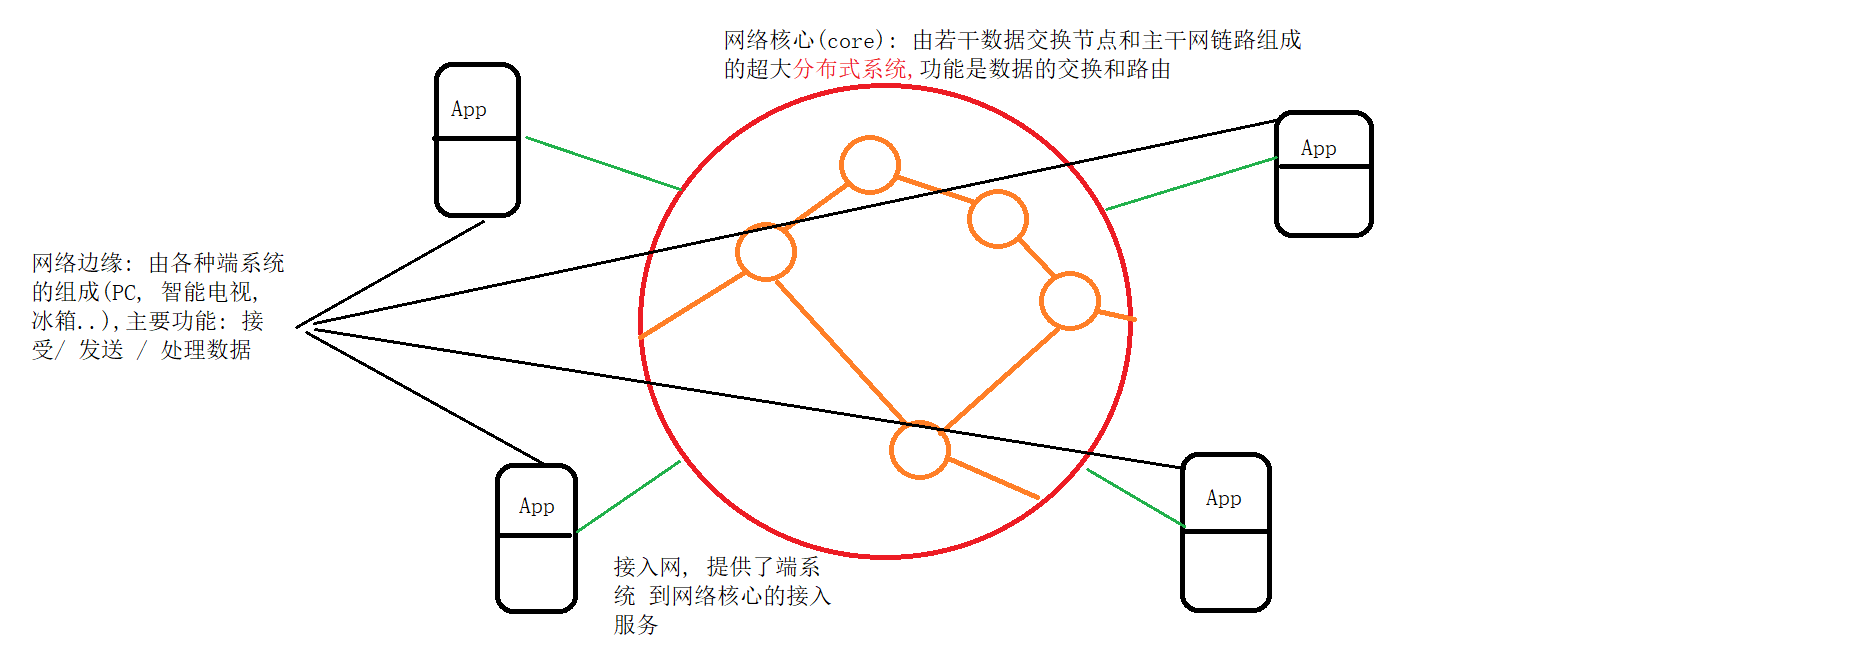 网络核心(core): 由若干数据交换节点和主干网链路组成
的超大分布式系统,功能是数据的交换和路由
App
App
网络边缘: 由各种端系统
的组成(PC, 智能电视,
冰箱..),主要功能: 接
受/ 发送 / 处理数据
App
App
接入网, 提供了端系
统 到网络核心的接入
服务